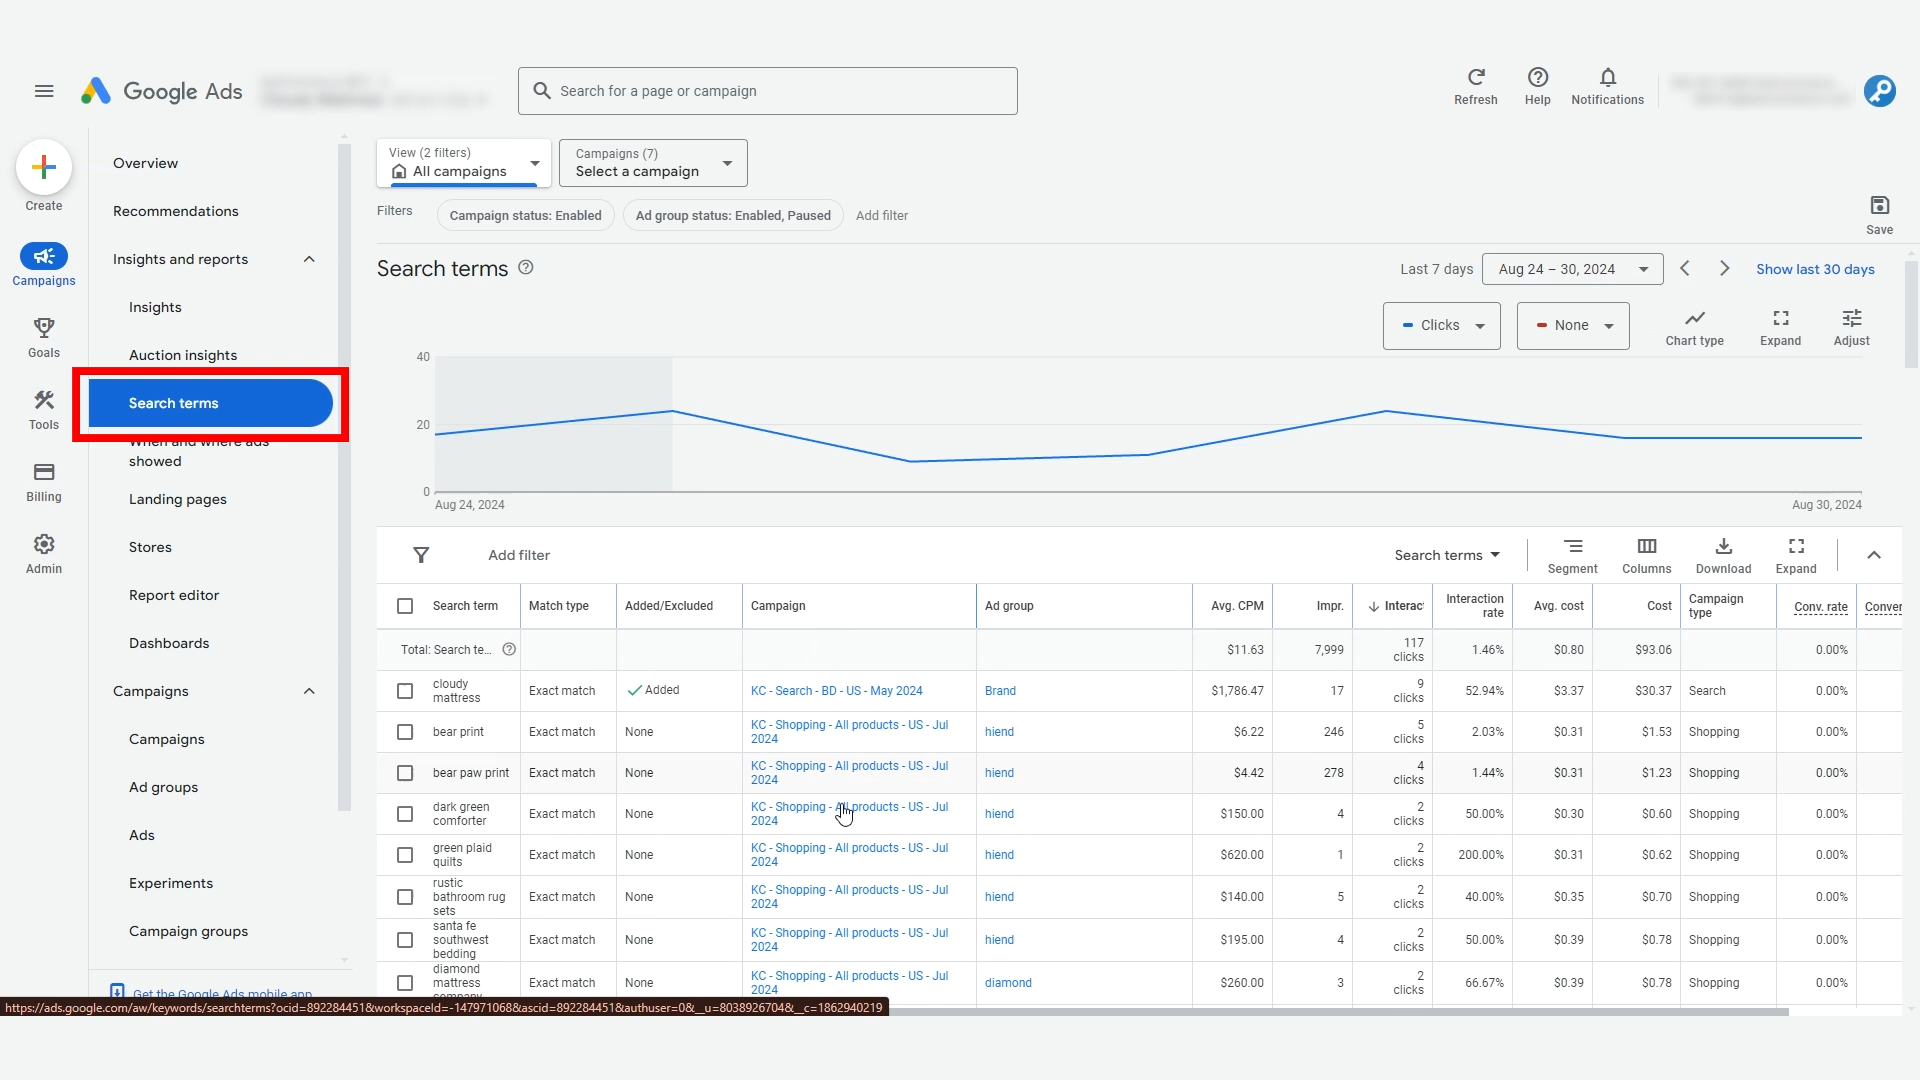 Google Ads
Search for a page or campaign
Refresh
Help
Notifications
Create
Campaigns
Goals
Tools
Billing
Admin
Overview
Recommendations
Insights and reports
Insights
Auction insights
Search terms
When and where ads
showed
Landing pages
Stores
Report editor
Dashboards
Campaigns
Campaigns
Ad groups
Ads
Experiments
Campaign groups
Get the Google Ads mobile app
View (2 filters)
All campaigns
Campaigns (7)
Select a campaign
Filters
Campaign status: Enabled
Ad group status: Enabled, Paused
Add filter
Save
Search terms
Last 7 days
Aug 24 – 30, 2024
Show last 30 days
Clicks
None
Chart type
Expand
Adjust
40
20
0
Aug 24, 2024
Aug 30, 2024
Add filter
Search terms
Segment
Columns
Download
Expand
Search term Match type Added/Excluded Campaign Ad group Avg. CPM Impr. Interac Interaction rate Avg. cost Cost Campaign type Conv. rate Conver
Total: Search te... $11.63 7,999 117 clicks 1.46% $0.80 $93.06 0.00%
cloudy mattress Exact match Added KC - Search - BD - US - May 2024 Brand $1,786.47 17 9 clicks 52.94% $3.37 $30.37 Search 0.00%
bear print Exact match None KC - Shopping - All products - US - Jul 2024 hiend $6.22 246 5 clicks 2.03% $0.31 $1.53 Shopping 0.00%
bear paw print Exact match None KC - Shopping - All products - US - Jul 2024 hiend $4.42 278 4 clicks 1.44% $0.31 $1.23 Shopping 0.00%
dark green comforter Exact match None KC - Shopping - All products - US - Jul 2024 hiend $150.00 4 2 clicks 50.00% $0.30 $0.60 Shopping 0.00%
green plaid quilts Exact match None KC - Shopping - All products - US - Jul 2024 hiend $620.00 1 2 clicks 200.00% $0.31 $0.62 Shopping 0.00%
rustic bathroom rug sets Exact match None KC - Shopping - All products - US - Jul 2024 hiend $140.00 5 2 clicks 40.00% $0.35 $0.70 Shopping 0.00%
santa fe southwest bedding Exact match None KC - Shopping - All products - US - Jul 2024 hiend $195.00 4 2 clicks 50.00% $0.39 $0.78 Shopping 0.00%
diamond mattress company Exact match None KC - Shopping - All products - US - Jul 2024 diamond $260.00 3 2 clicks 66.67% $0.39 $0.78 Shopping 0.00%
https://ads.google.com/aw/keywords/searchterms?ocid=892284451&workspaceId=-147971068&ascid=892284451&authuser=0&__u=8038926704&__c=1862940219